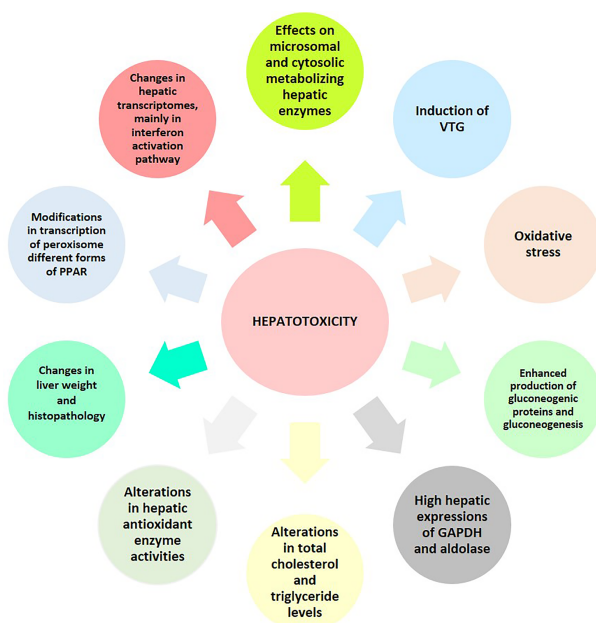 Effects on
microsomal
and cytosolic
metabolizing
hepatic
enzymes
Induction of
VTG
Oxidative
stress
Enhanced
production of
gluconeogenic
proteins and
gluconeogenesis
High hepatic
expressions
of GAPDH
and aldolase
Alterations
in total
cholesterol
and
triglyceride
levels
Alterations
in hepatic
antioxidant
enzyme
activities
Changes in
liver weight
and
histopathology
Modifications
in transcription
of peroxisome
different forms
of PPAR
Changes in
hepatic
transcriptomes,
mainly in
interferon
activation
pathway
HEPATOTOXICITY